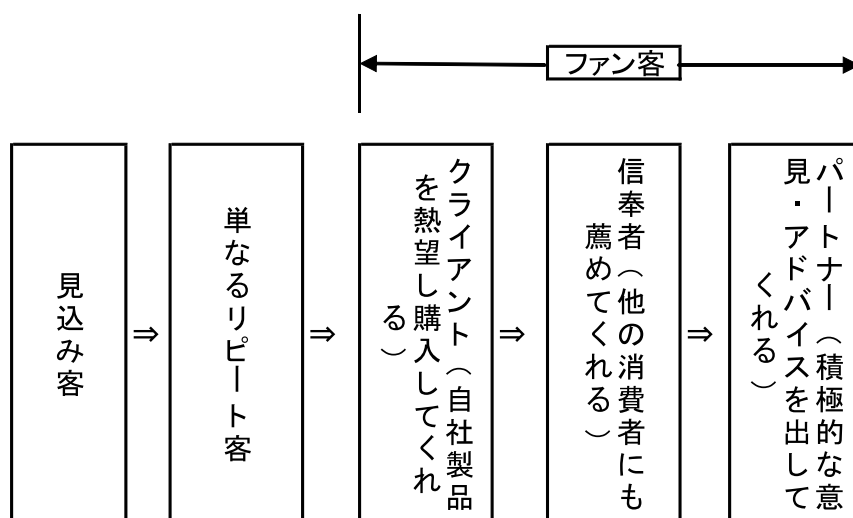 ファン客
見込み客
⇒
単なるリピート客
⇒
クライアント（自社製品
を熱望し購入してくれ
る）
⇒
信奉者（他の消費者にも
薦めてくれる）
⇒
パートナー（積極的な意
見・アドバイスを出して
くれる）